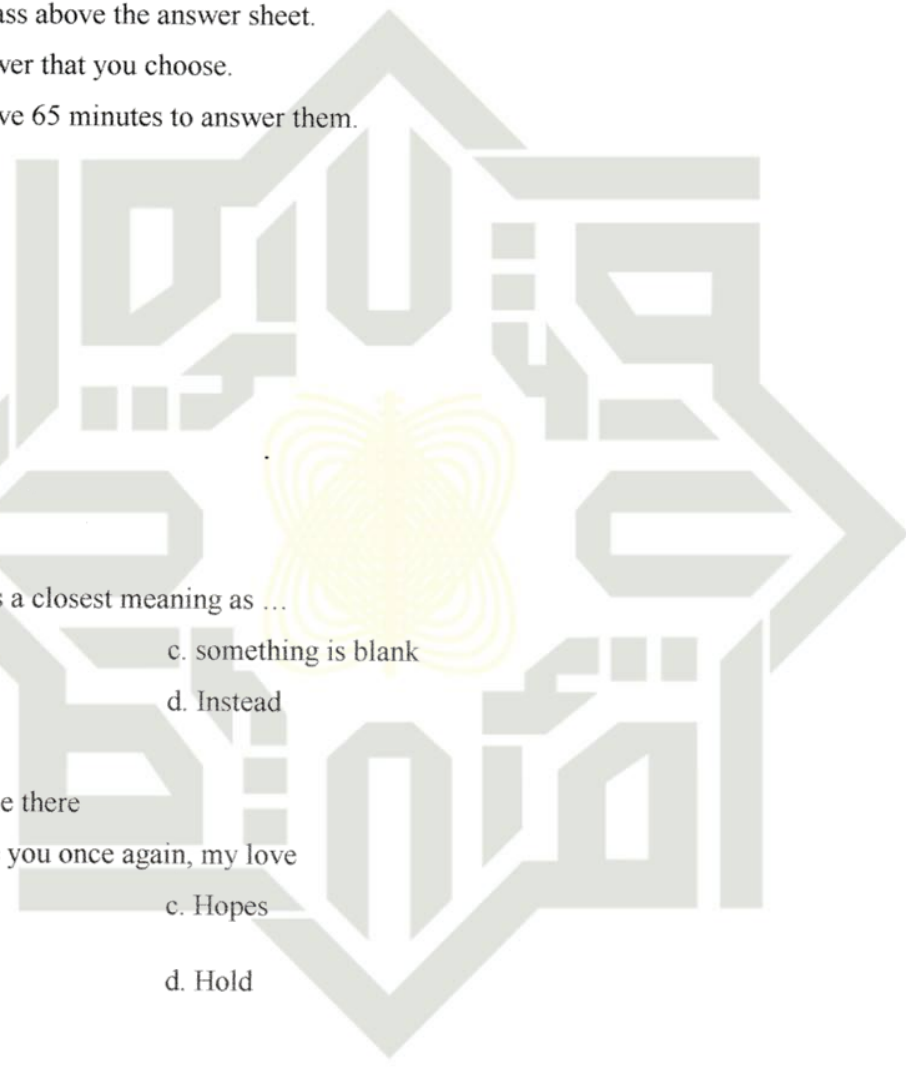 ass above the answer sheet.
ver that you choose.
ve 65 minutes to answer them.
s a closest meaning as ...
c. something is blank
d. Instead
e there
you once again, my love
c. Hopes
d. Hold